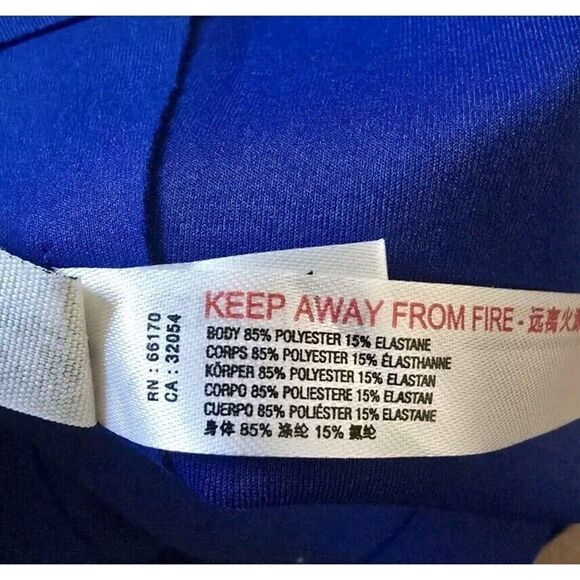 RN : 66170
CA : 32054
KEEP AWAY FROM FIRE - 远离火
BODY 85% POLYESTER 15% ELASTANE
CORPS 85% POLYESTER 15% ÉLASTHANNE
KÖRPER 85% POLYESTER 15% ELASTAN
CORPO 85% POLIESTERE 15% ELASTAN
CUERPO 85% POLIÉSTER 15% ELASTANE
身体 85% 涤纶 15% 氨纶